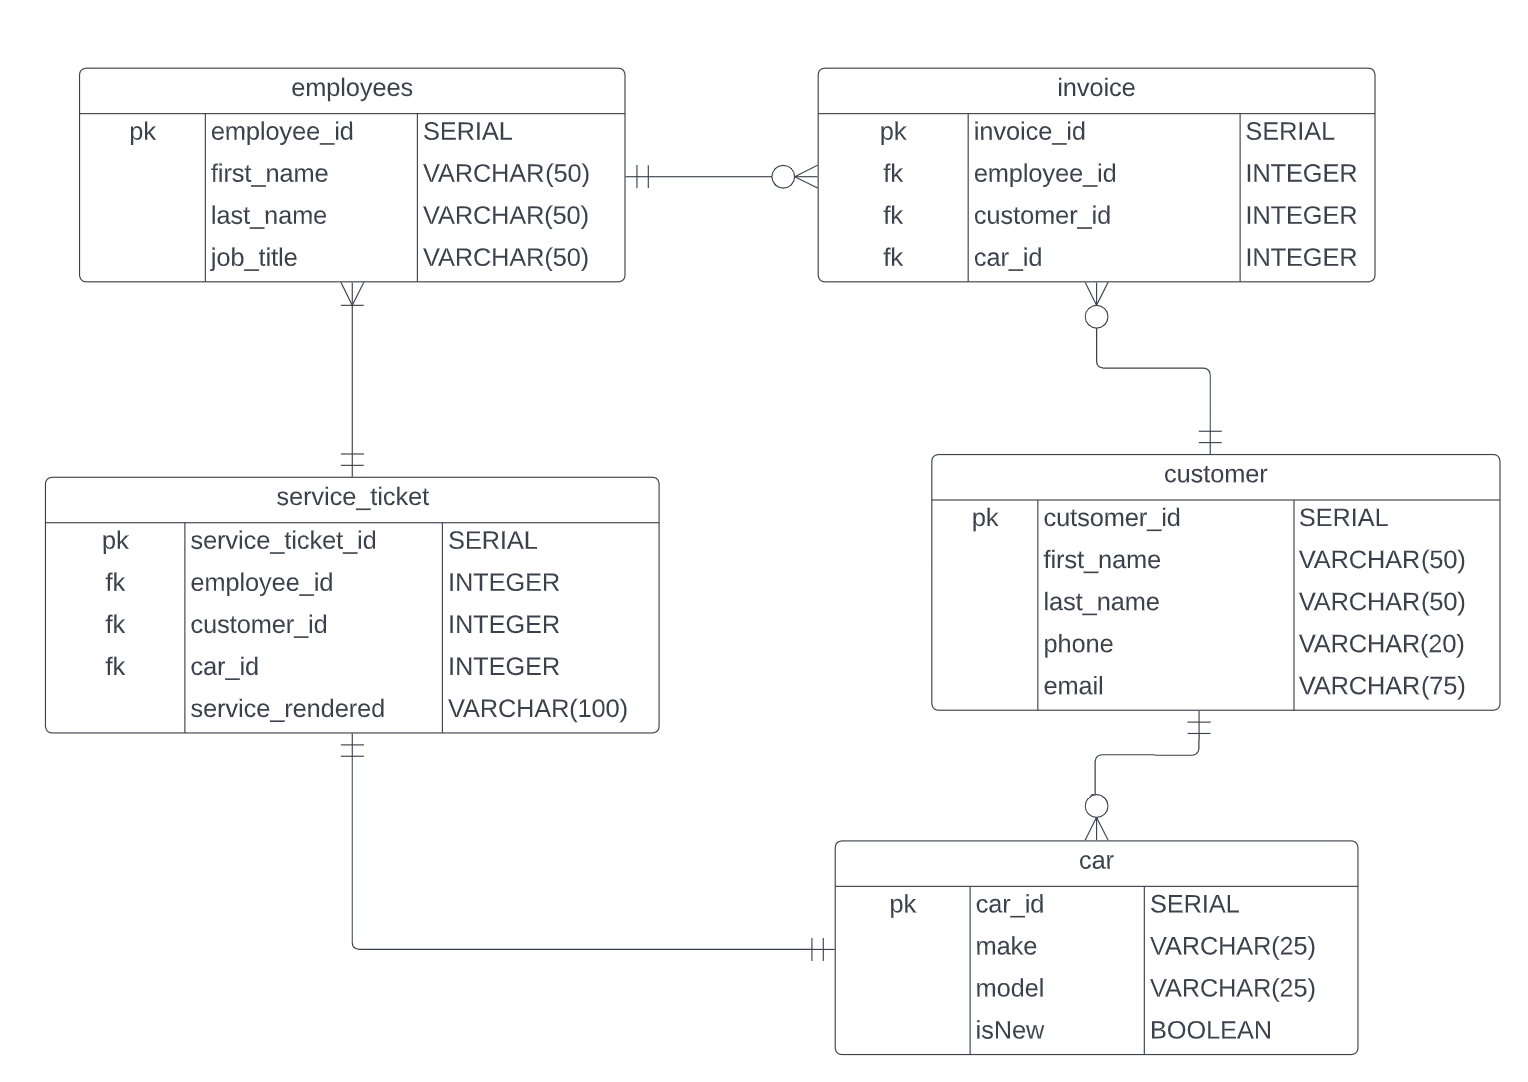 employees
pk employee_id SERIAL
first_name VARCHAR(50)
last_name VARCHAR(50)
job_title VARCHAR(50)
invoice
pk invoice_id SERIAL
fk employee_id INTEGER
fk customer_id INTEGER
fk car_id INTEGER
service_ticket
pk service_ticket_id SERIAL
fk employee_id INTEGER
fk customer_id INTEGER
fk car_id INTEGER
service_rendered VARCHAR(100)
customer
pk cutsomer_id SERIAL
first_name VARCHAR(50)
last_name VARCHAR(50)
phone VARCHAR(20)
email VARCHAR(75)
car
pk car_id SERIAL
make VARCHAR(25)
model VARCHAR(25)
isNew BOOLEAN